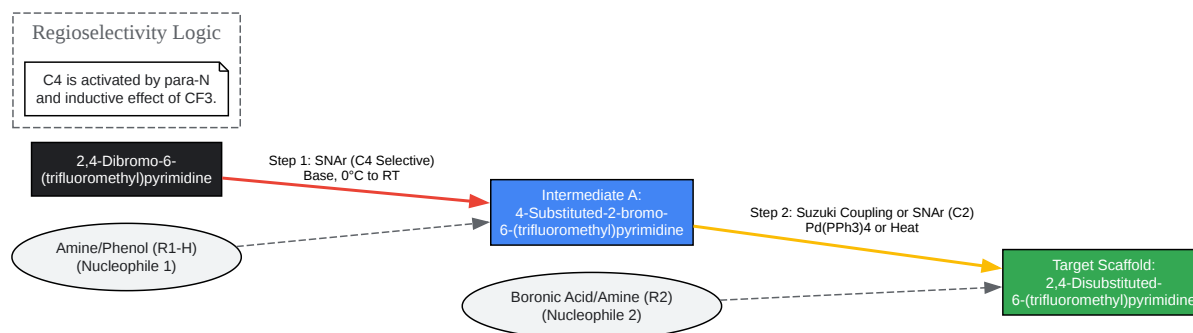 Regioselectivity Logic
C4 is activated by para-N
and inductive effect of CF3.
2,4-Dibromo-6-
(trifluoromethyl)pyrimidine
Step 1: SNAr (C4 Selective)
Base, 0°C to RT
Amine/Phenol (R1-H)
(Nucleophile 1)
Intermediate A:
4-Substituted-2-bromo-
6-(trifluoromethyl)pyrimidine
Step 2: Suzuki Coupling or SNAr (C2)
Pd(PPh3)4 or Heat
Boronic Acid/Amine (R2)
(Nucleophile 2)
Target Scaffold:
2,4-Disubstituted-
6-(trifluoromethyl)pyrimidine